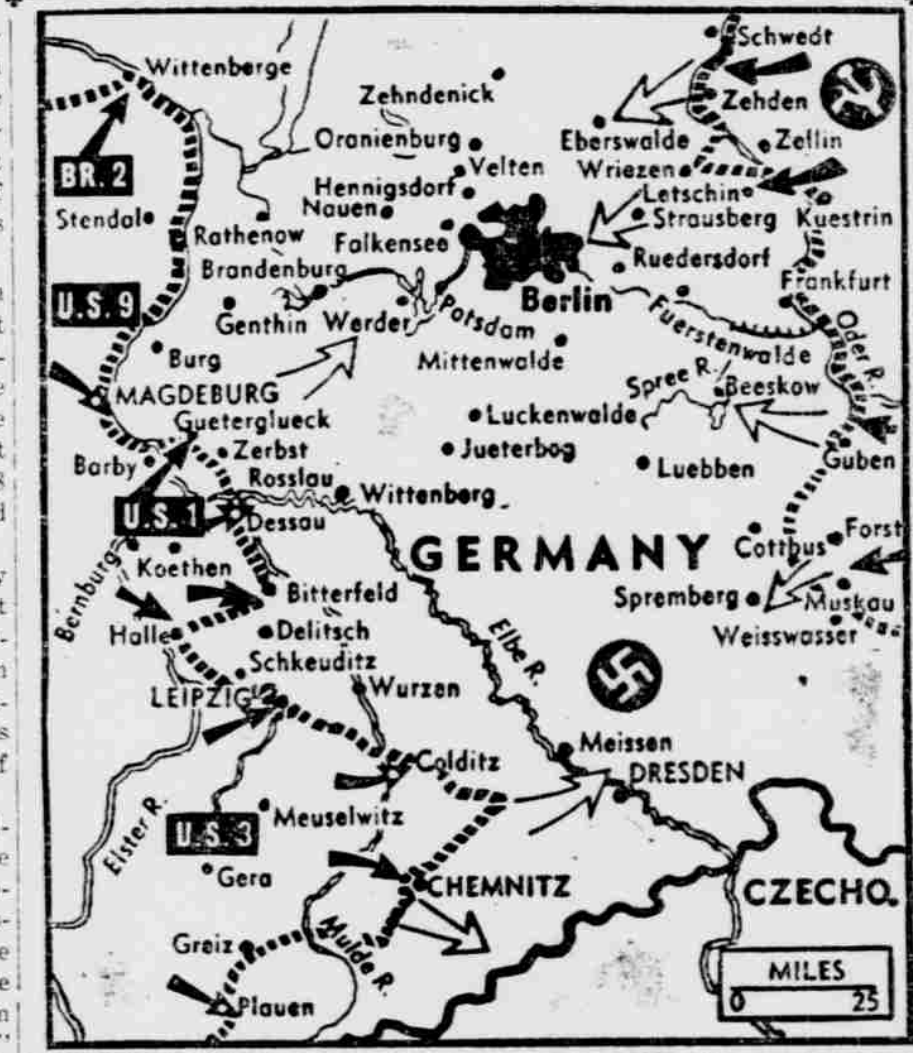 Schwedt
Wittenberge
Zehndenick
Zehden
Oranienburg
Eberswalde
Zellin
Velten
Wriezen
BR. 2
Hennigsdorf
Letschin
Stendal
Nauen
Strausberg
Kuestrin
Rathenow
Falkensee
Ruedersdorf
Brandenburg
Frankfurt
U.S. 9
Berlin
Genthin
Werder
Potsdam
Fuerstenwalde
Oder R.
Burg
Mittenwalde
Spree R.
Beeskow
MAGDEBURG
Gueterglueck
Luckenwalde
Zerbst
Jueterbog
Barby
Luebben
Guben
Rosslau
Wittenberg
U.S. 1
Dessau
GERMANY
Cottbus
Forst
Koethen
Bernburg
Bitterfeld
Spremberg
Muskau
Halle
Delitsch
Elbe R.
Weisswasser
Schkeuditz
LEIPZIG
Wurzen
Meissen
Colditz
DRESDEN
Elster R.
Meuselwitz
U.S. 3
Gera
CHEMNITZ
CZECHO.
Greiz
Mulde R.
MILES
Plauen
0 25